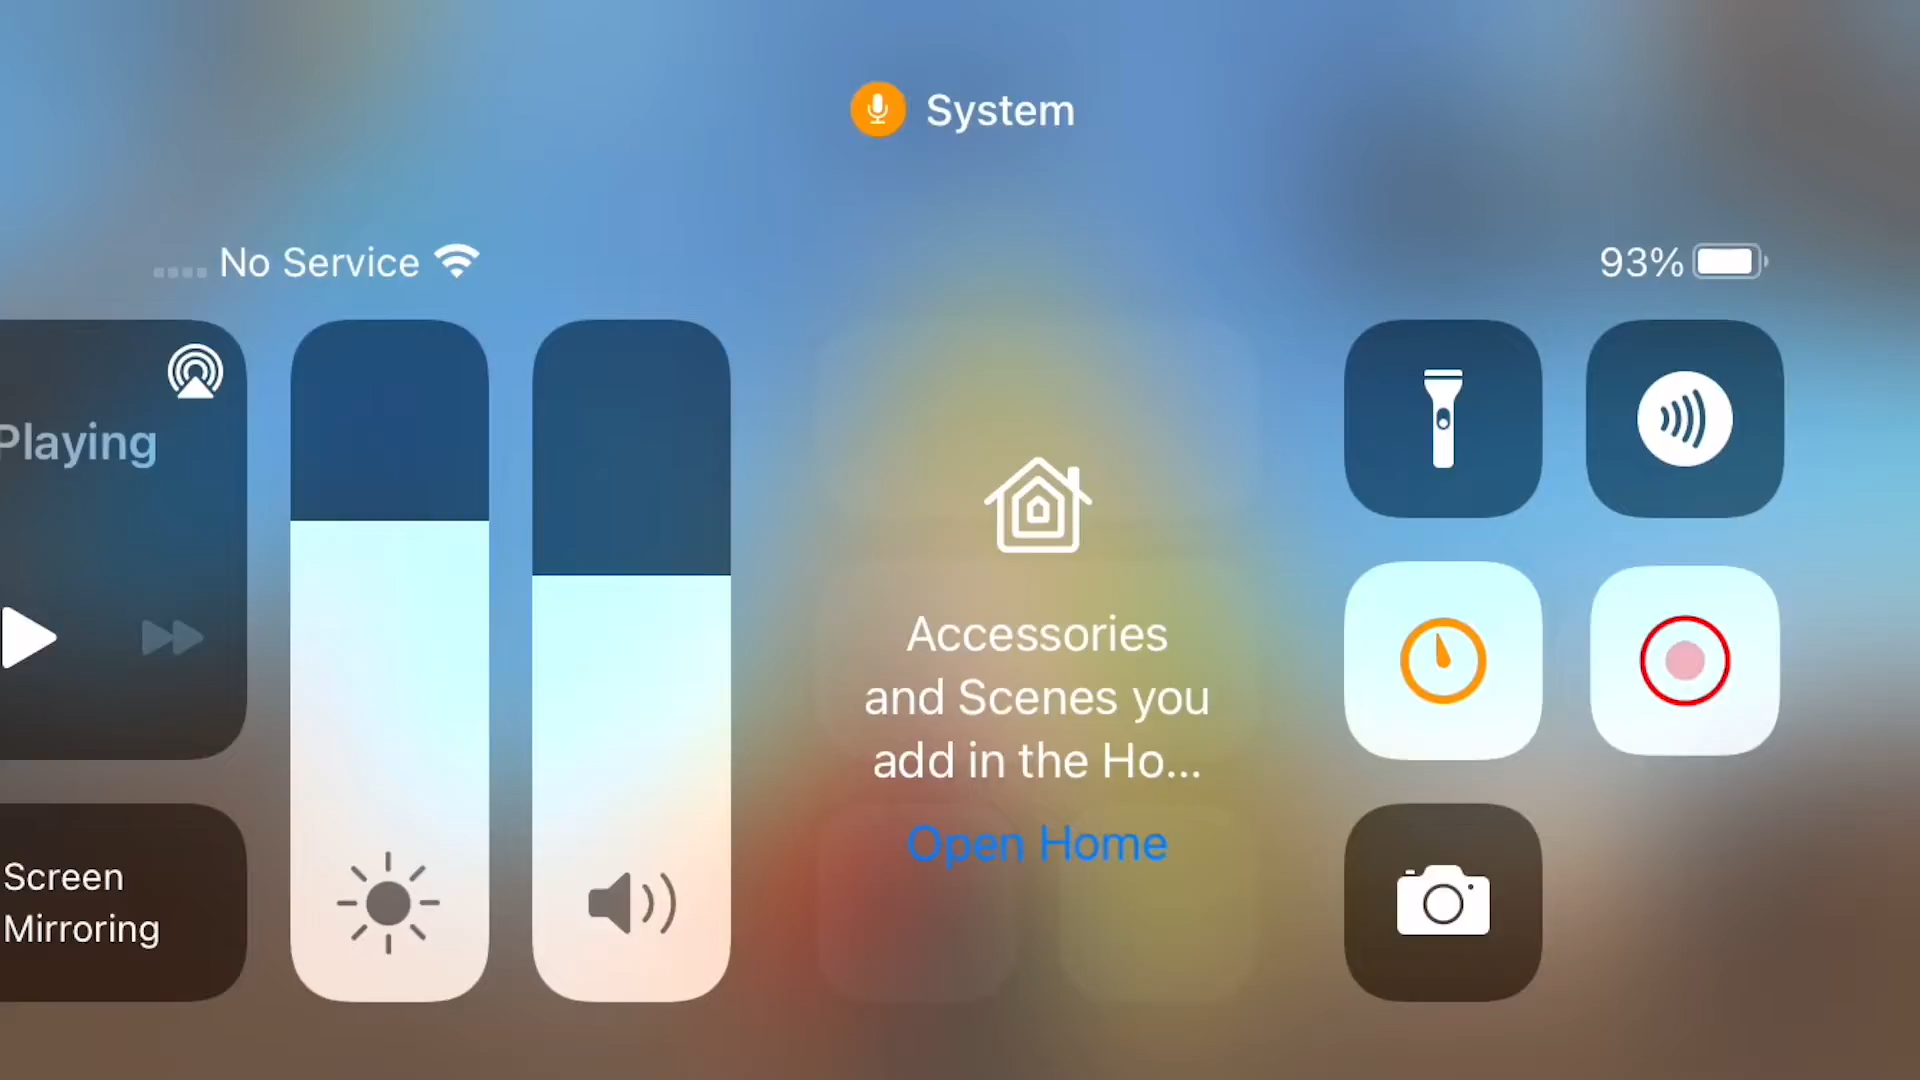 System
No Service
93%
Playing
Screen
Mirroring
Accessories
and Scenes you
add in the Ho...
Open Home